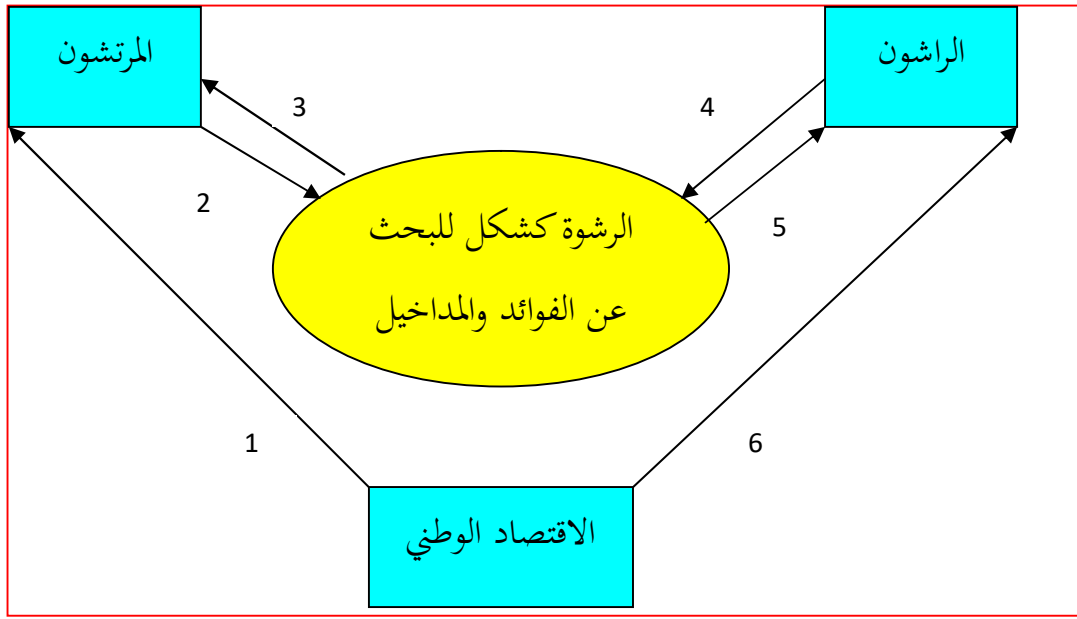 الراشون
المرتشون
4
3
2
5
الرشوة كشكل للبحث
عن الفوائد والمداخيل
6
1
الاقتصاد الوطني